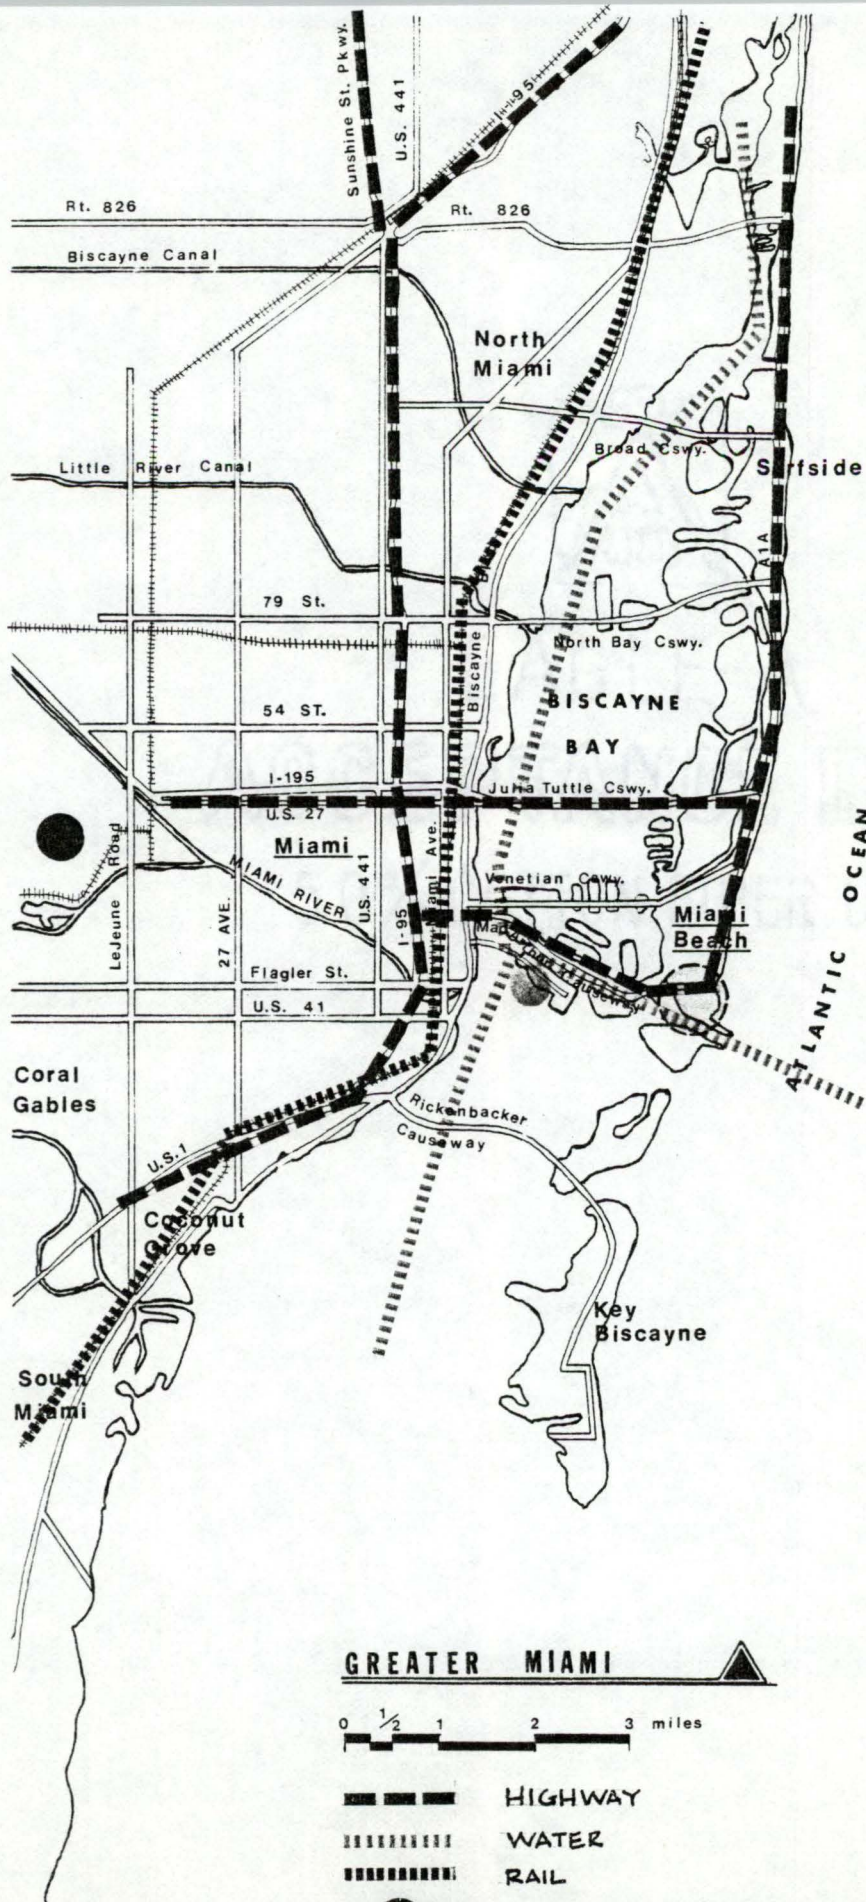 Sunshine St. Pkwy.
U.S. 441
I-95
Rt. 826
Rt. 826
Biscayne Canal
North
Miami
Little River Canal
Broad Cswy.
Surfside
A1A
79 St.
North Bay Cswy.
Biscayne
BISCAYNE
BAY
54 ST.
I-195
Julia Tuttle Cswy.
U.S. 27
Miami
LeJeune Road
MIAMI RIVER
27 AVE.
U.S. 441
I-95
Miami Ave.
Venetian Cswy.
Miami
Beach
MacArthur Causeway
ATLANTIC OCEAN
Flagler St.
U.S. 41
Coral
Gables
Rickenbacker
Causeway
U.S.1
Coconut
Grove
Key
Biscayne
South
Miami
GREATER MIAMI
0 1/2 1 2 3 miles
HIGHWAY
WATER
RAIL